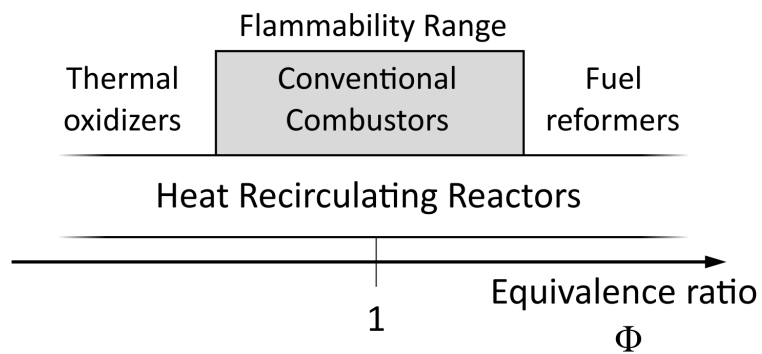 Flammability Range
Thermal
oxidizers
Conventional
Combustors
Fuel
reformers
Heat Recirculating Reactors
Equivalence ratio
1
Φ